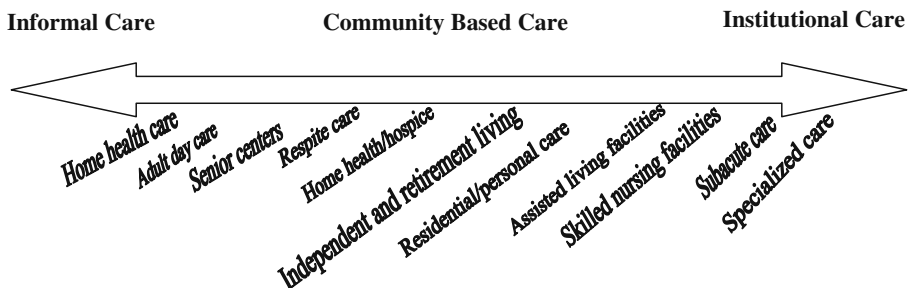 Informal Care
Community Based Care
Institutional Care
Home health care
Adult day care
Senior centers
Respite care
Home health/hospice
Independent and retirement living
Residential/personal care
Assisted living facilities
Skilled nursing facilities
Subacute care
Specialized care